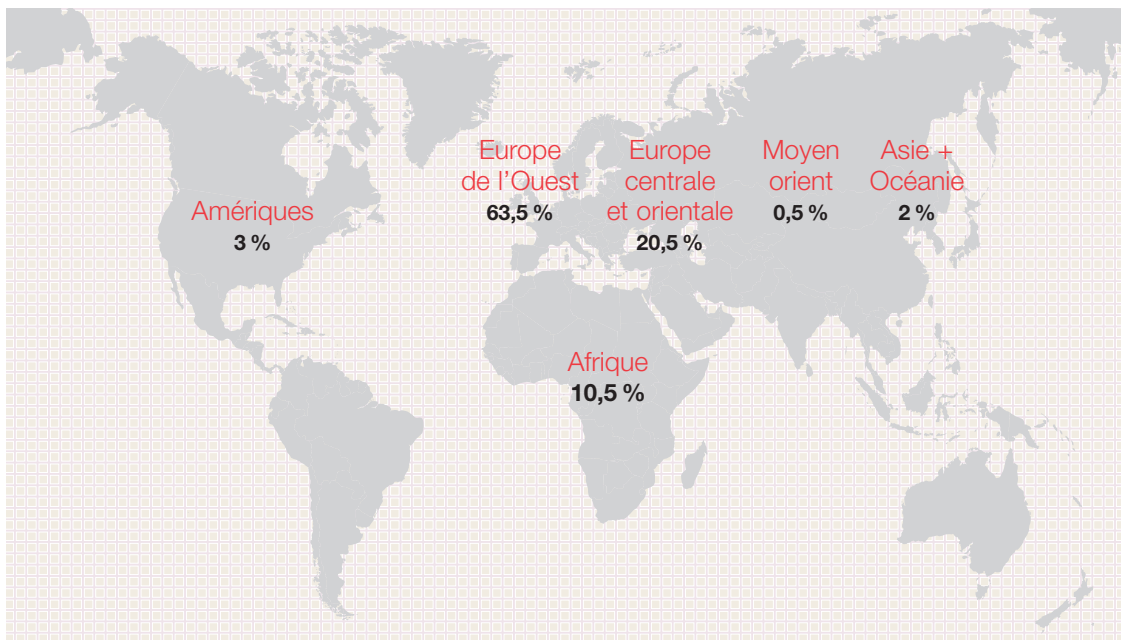 Amériques
3 %
Europe
de l’Ouest
63,5 %
Europe
centrale
et orientale
20,5 %
Moyen
orient
0,5 %
Asie +
Océanie
2 %
Afrique
10,5 %